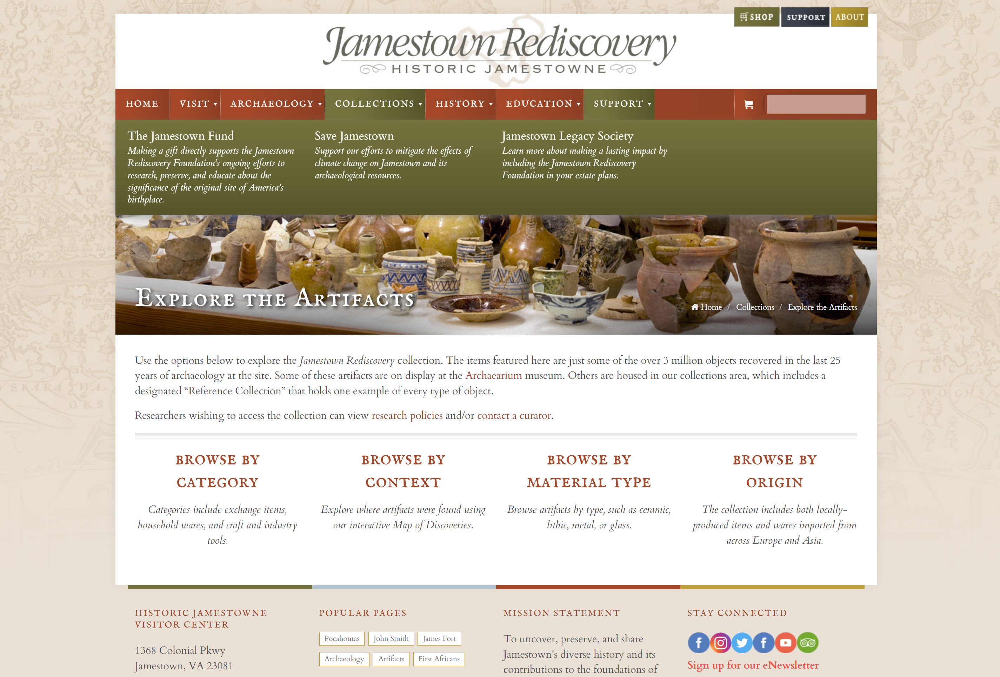 SHOP
SUPPORT
ABOUT
Jamestown Rediscovery
HISTORIC JAMESTOWNE
HOME
VISIT
ARCHAEOLOGY
COLLECTIONS
HISTORY
EDUCATION
SUPPORT
The Jamestown Fund
Making a gift directly supports the Jamestown
Rediscovery Foundation's ongoing efforts to
research, preserve, and educate about the
significance of the original site of America's
birthplace.
Save Jamestown
Support our efforts to mitigate the effects of
climate change on Jamestown and its
archaeological resources.
Jamestown Legacy Society
Learn more about making a lasting impact by
including the Jamestown Rediscovery
Foundation in your estate plans.
Explore the Artifacts
Home / Collections / Explore the Artifacts
Use the options below to explore the Jamestown Rediscovery collection. The items featured here are just some of the over 3 million objects recovered in the last 25
years of archaeology at the site. Some of these artifacts are on display at the Archaearium museum. Others are housed in our collections area, which includes a
designated “Reference Collection” that holds one example of every type of object.
Researchers wishing to access the collection can view research policies and/or contact a curator.
BROWSE BY
CATEGORY
Categories include exchange items,
household wares, and craft and industry
tools.
BROWSE BY
CONTEXT
Explore where artifacts were found using
our interactive Map of Discoveries.
BROWSE BY
MATERIAL TYPE
Browse artifacts by type, such as ceramic,
lithic, metal, or glass.
BROWSE BY
ORIGIN
The collection includes both locally-
produced items and wares imported from
across Europe and Asia.
HISTORIC JAMESTOWNE
VISITOR CENTER
1368 Colonial Pkwy
Jamestown, VA 23081
POPULAR PAGES
Pocahontas
John Smith
James Fort
Archaeology
Artifacts
First Africans
MISSION STATEMENT
To uncover, preserve, and share
Jamestown's diverse history and its
contributions to the foundations of
STAY CONNECTED
Sign up for our eNewsletter